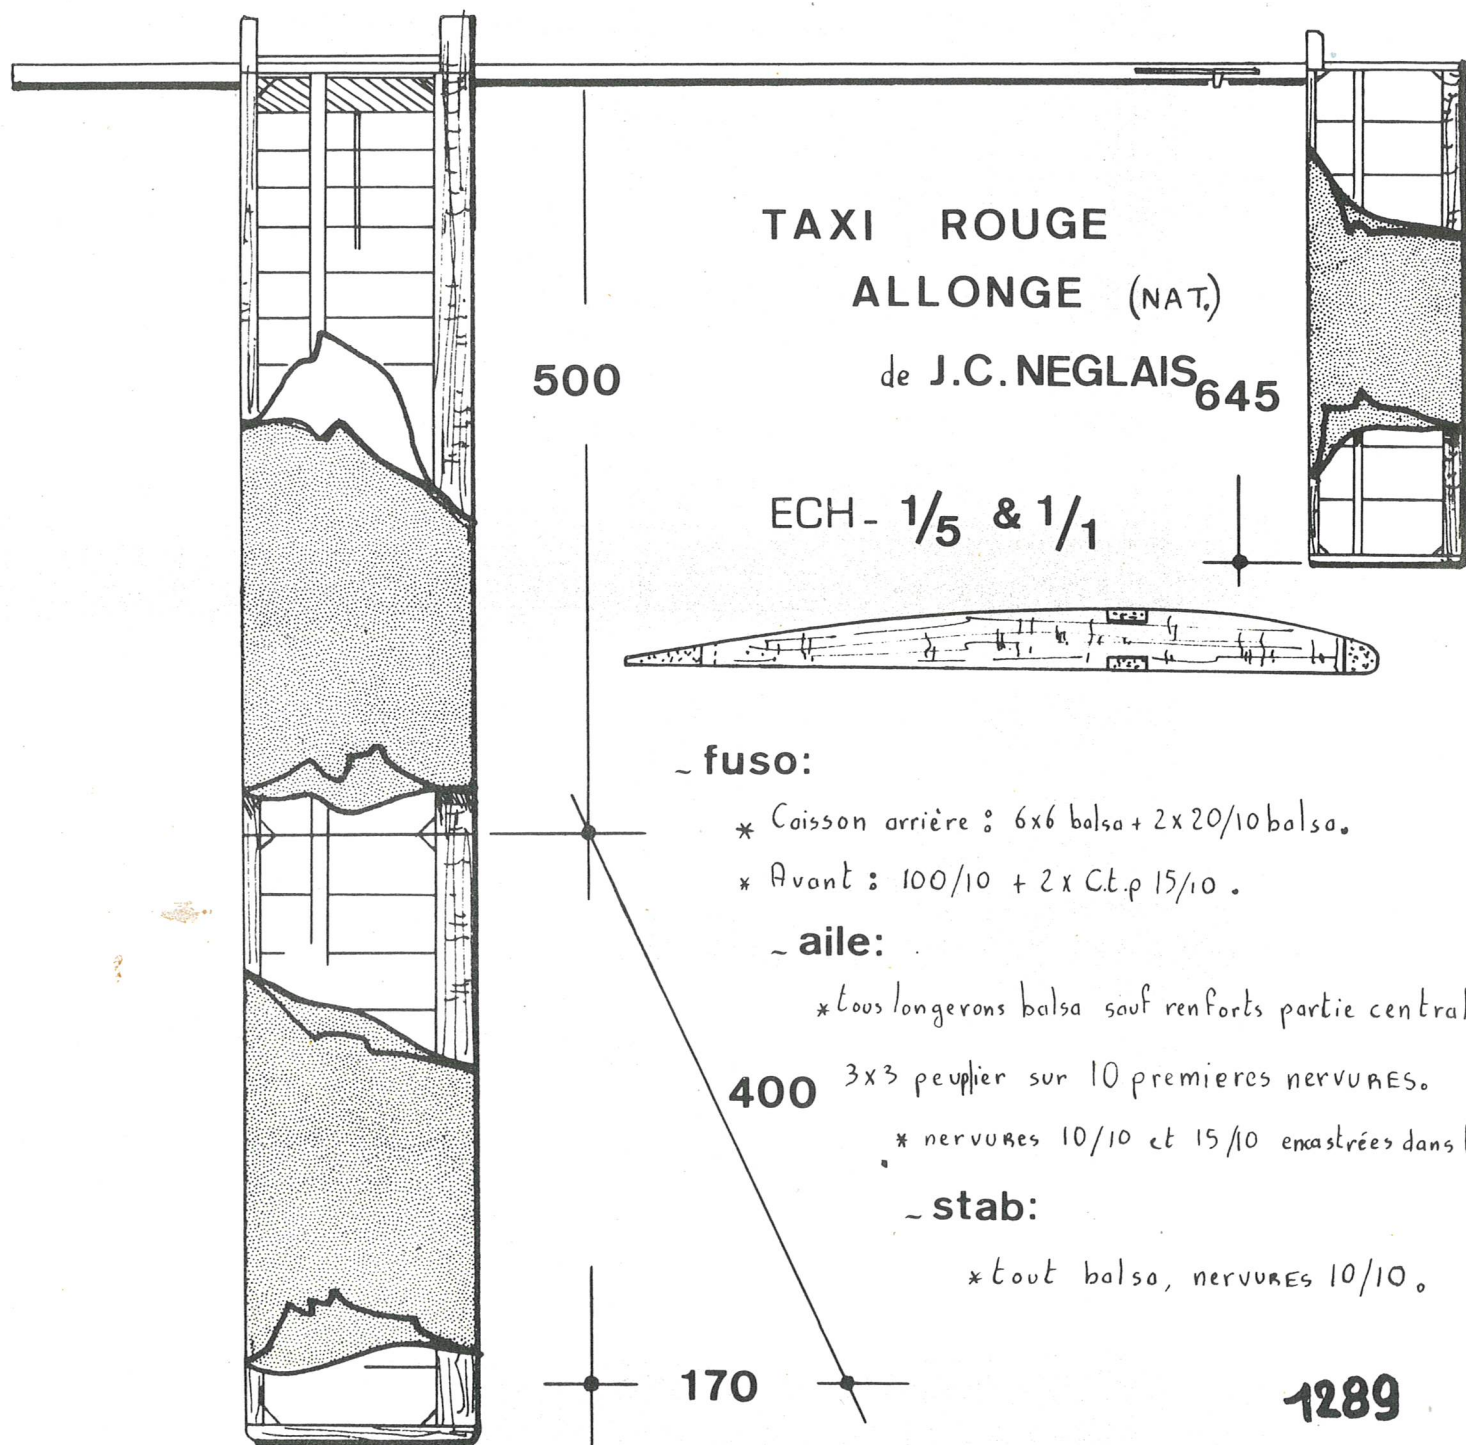 TAXI ROUGE
ALLONGE (NAT.)
de J.C. NEGLAIS
645
500
ECH - 1/5 & 1/1
~ fuso:
* Caisson arrière : 6x6 balsa + 2x20/10 balsa.
* Avant : 100/10 + 2x C.t.p 15/10 .
~ aile:
* tous longerons balsa sauf renforts partie central
3x3 peuplier sur 10 premieres nervures.
400
* nervures 10/10 et 15/10 encastrées dans
~ stab:
* tout balsa, nervures 10/10.
170
1289